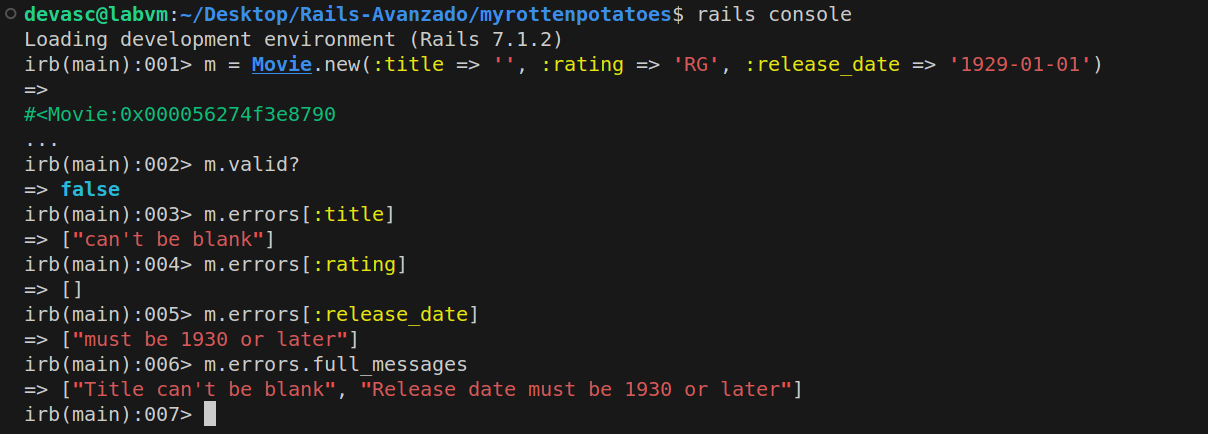 devasc@labvm:~/Desktop/Rails-Avanzado/myrottenpotatoes$ rails console
Loading development environment (Rails 7.1.2)
irb(main):001> m = Movie.new(:title => '', :rating => 'RG', :release_date => '1929-01-01')
=>
#<Movie:0x000056274f3e8790
...
irb(main):002> m.valid?
=> false
irb(main):003> m.errors[:title]
=> ["can't be blank"]
irb(main):004> m.errors[:rating]
=> []
irb(main):005> m.errors[:release_date]
=> ["must be 1930 or later"]
irb(main):006> m.errors.full_messages
=> ["Title can't be blank", "Release date must be 1930 or later"]
irb(main):007>